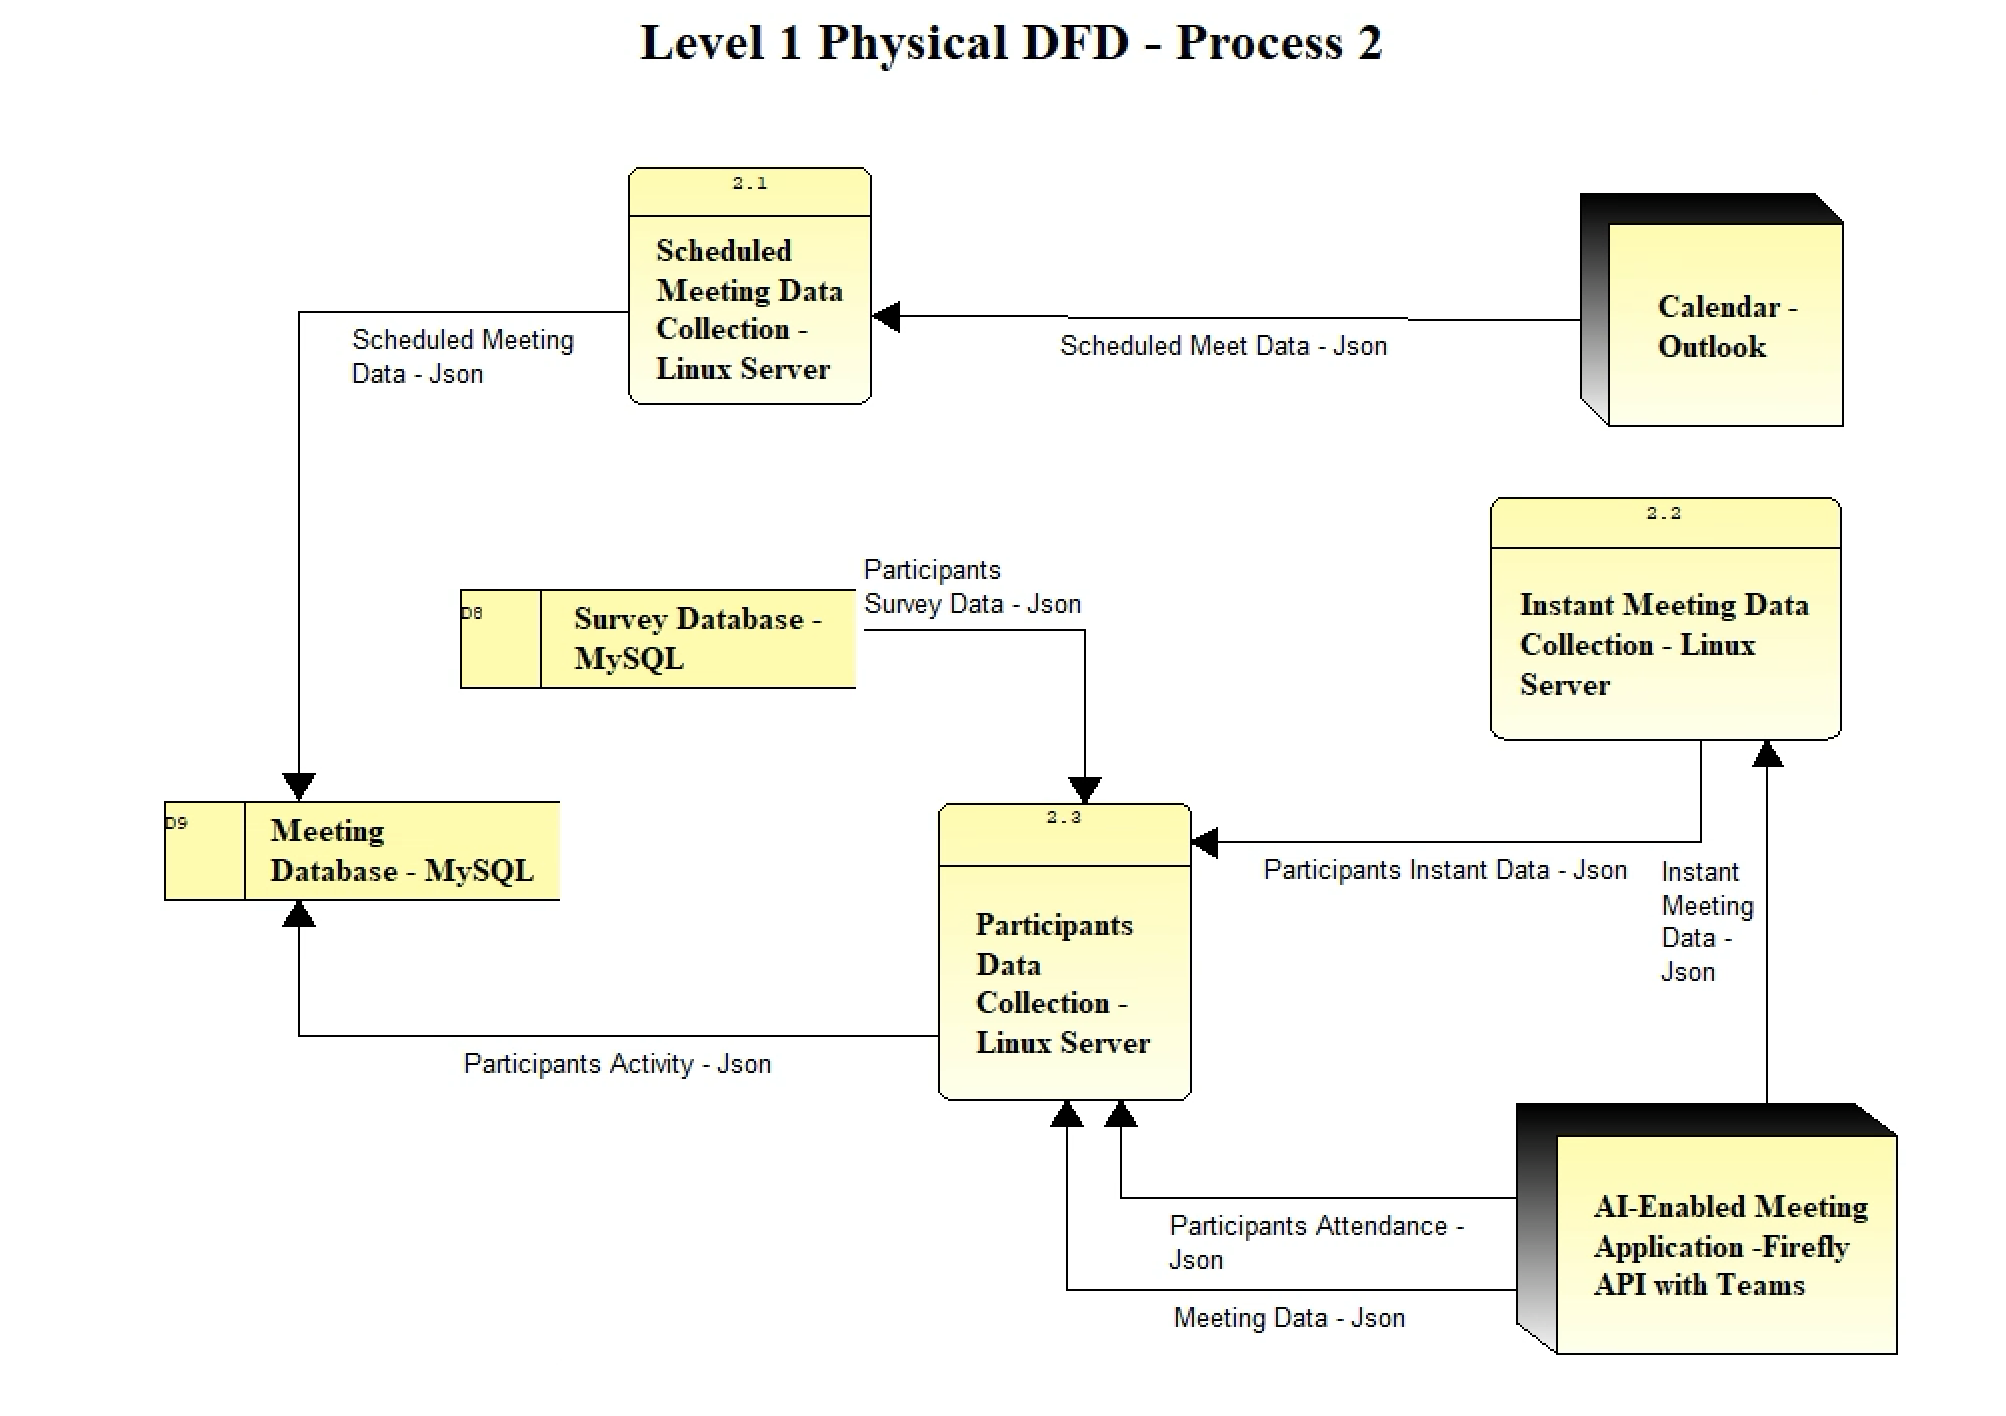 Level 1 Physical DFD - Process 2
2.1
Scheduled
Meeting Data
Collection -
Linux Server
Calendar -
Outlook
Scheduled Meet Data - Json
Scheduled Meeting
Data - Json
2.2
Instant Meeting Data
Collection - Linux
Server
Participants
Survey Data - Json
D8
Survey Database -
MySQL
D9
Meeting
Database - MySQL
2.3
Participants
Data
Collection -
Linux Server
Participants Instant Data - Json
Instant
Meeting
Data -
Json
Participants Activity - Json
AI-Enabled Meeting
Application -Firefly
API with Teams
Participants Attendance -
Json
Meeting Data - Json